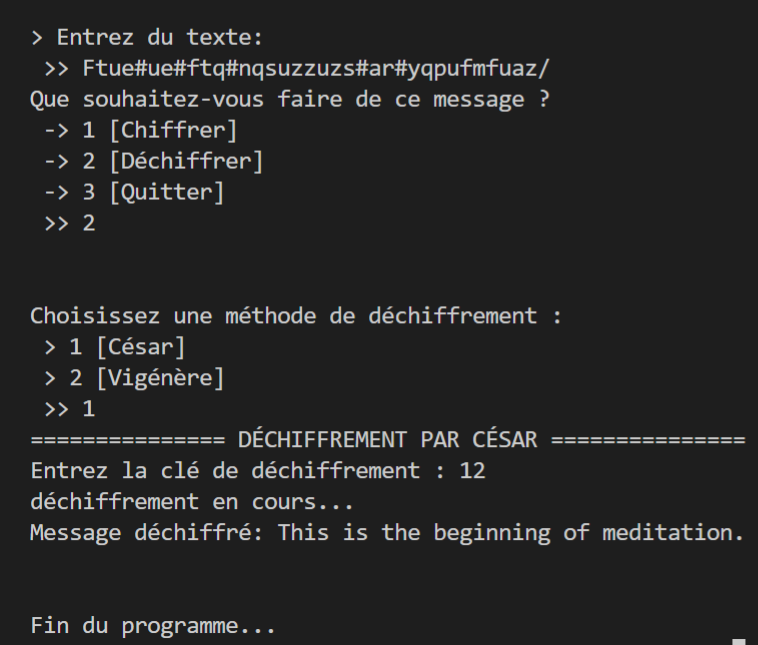 > Entrez du texte:
>> Ftue#ue#ftq#nqsuzzuzs#ar#yqpufmfuaz/
Que souhaitez-vous faire de ce message ?
-> 1 [Chiffrer]
-> 2 [Déchiffrer]
-> 3 [Quitter]
>> 2
Choisissez une méthode de déchiffrement :
> 1 [César]
> 2 [Vigénère]
>> 1
=============== DÉCHIFFREMENT PAR CÉSAR ===============
Entrez la clé de déchiffrement : 12
déchiffrement en cours...
Message déchiffré: This is the beginning of meditation.
Fin du programme...